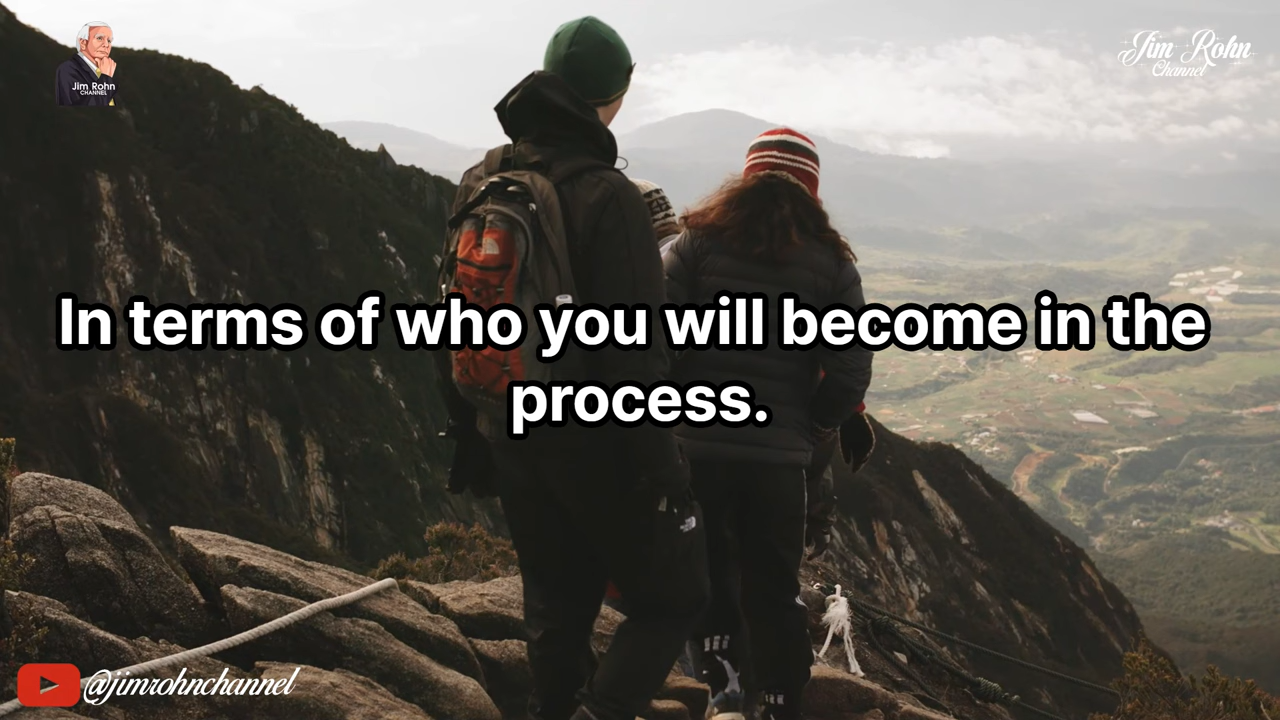 Jim Rohn
CHANNEL
Jim Rohn
Channel
In terms of who you will become in the
process.
@jimrohnchannel